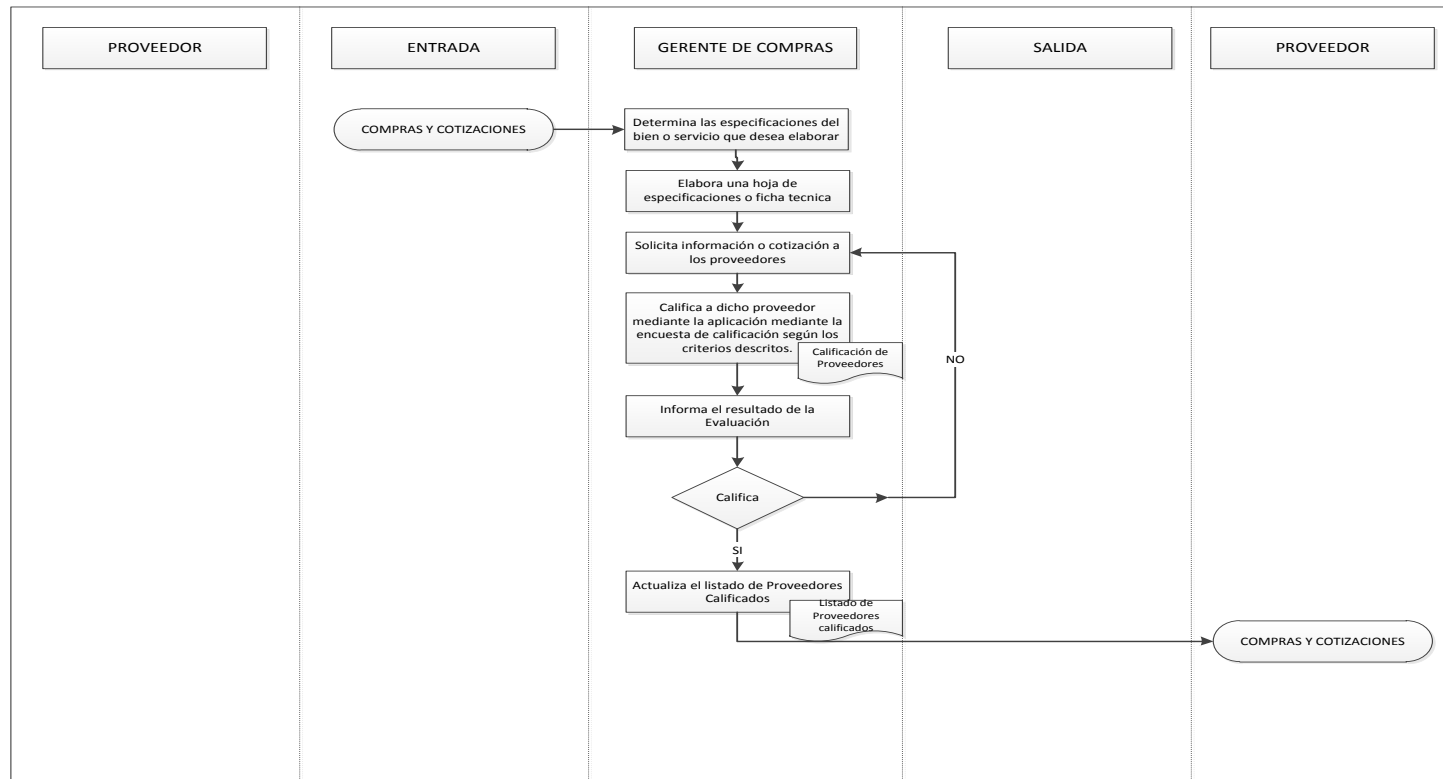 PROVEEDOR
ENTRADA
GERENTE DE COMPRAS
SALIDA
PROVEEDOR
COMPRAS Y COTIZACIONES
Determina las especificaciones del
bien o servicio que desea elaborar
Elabora una hoja de
especificaciones o ficha tecnica
Solicita información o cotización a
los proveedores
Califica a dicho proveedor
mediante la aplicación mediante la
encuesta de calificación según los
criterios descritos.
Calificación de
Proveedores
NO
Informa el resultado de la
Evaluación
Califica
SI
Actualiza el listado de Proveedores
Calificados
Listado de
Proveedores
calificados
COMPRAS Y COTIZACIONES